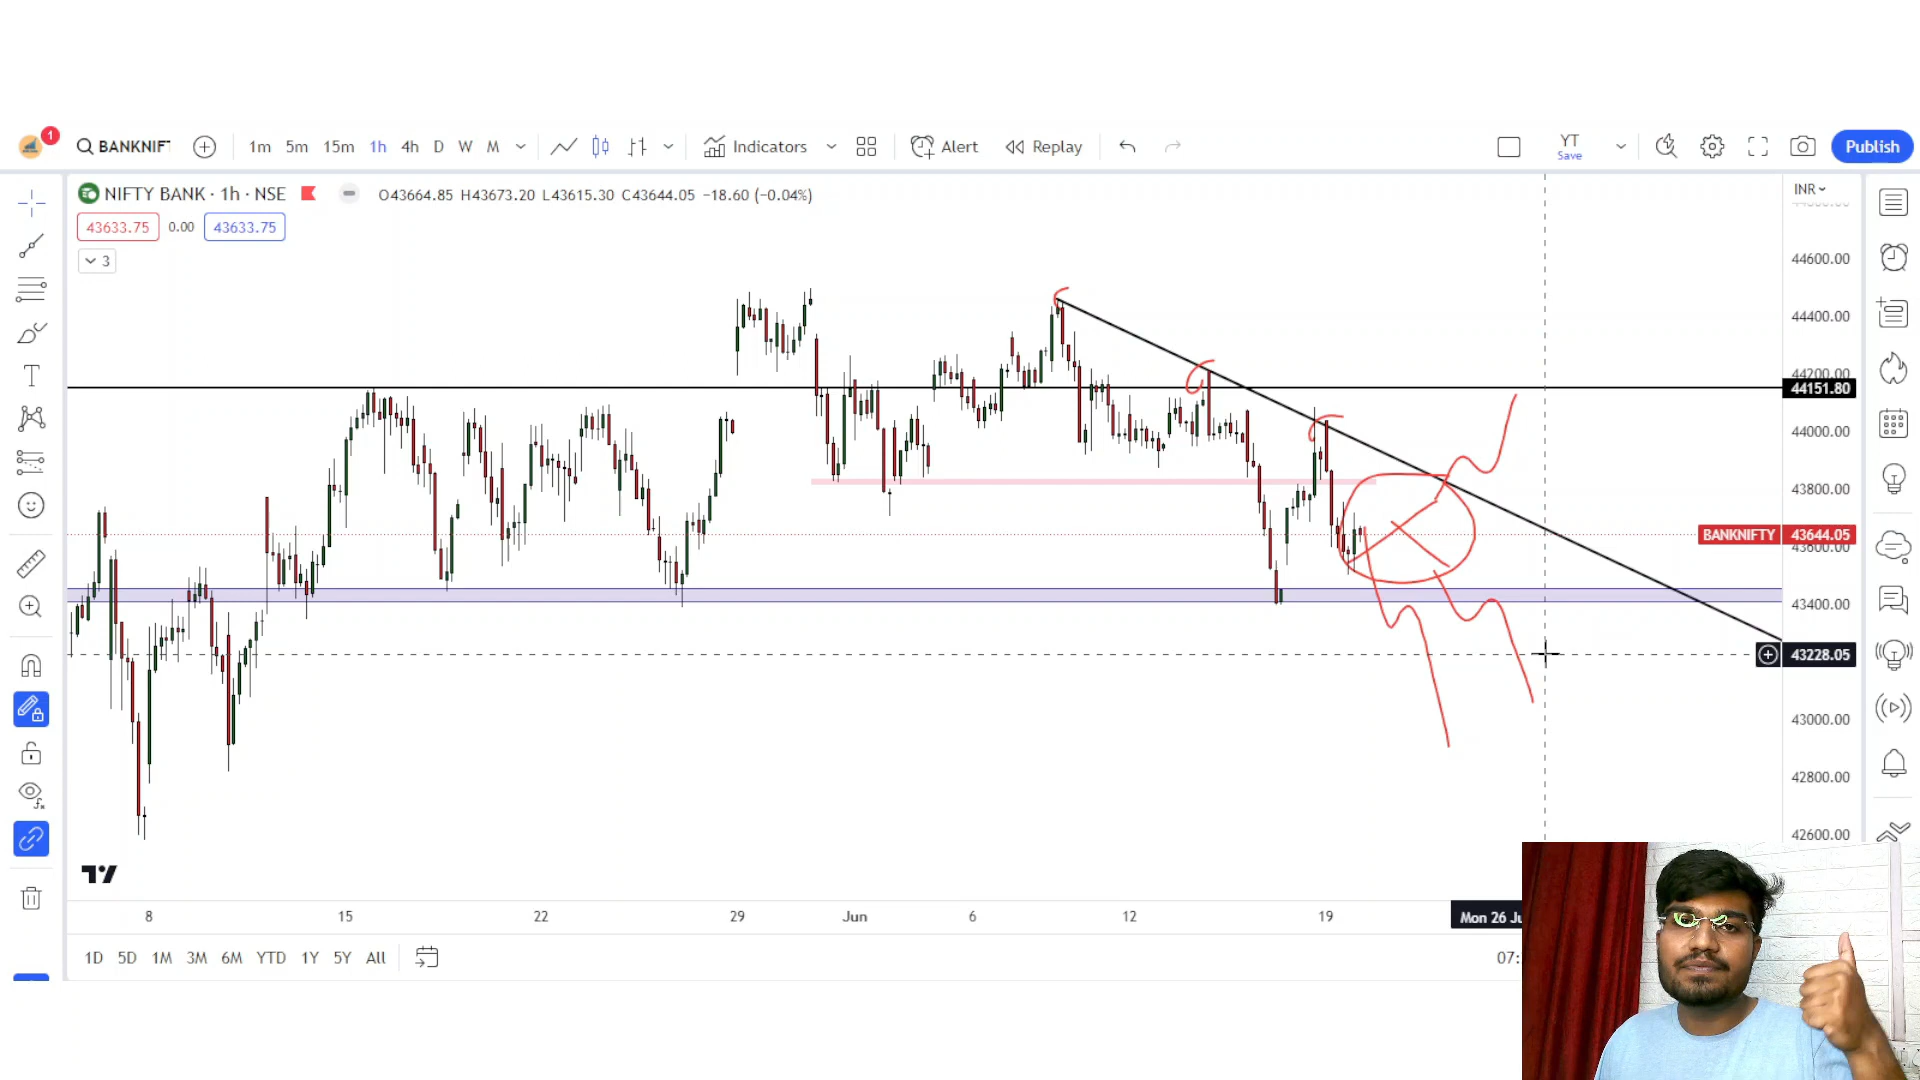 1
BANKNIF
1m 5m 15m 1h 4h D W M
Indicators
Alert
Replay
YT
Save
Publish
NIFTY BANK · 1h · NSE
O43664.85 H43673.20 L43615.30 C43644.05 −18.60 (−0.04%)
INR
43633.75 0.00 43633.75
3
44600.00
44400.00
44200.00
44151.80
44000.00
43800.00
BANKNIFTY 43644.05
43600.00
43400.00
43228.05
43000.00
42800.00
42600.00
8 15 22 29 Jun 6 12 19 Mon 26 Ju
1D 5D 1M 3M 6M YTD 1Y 5Y All
07: